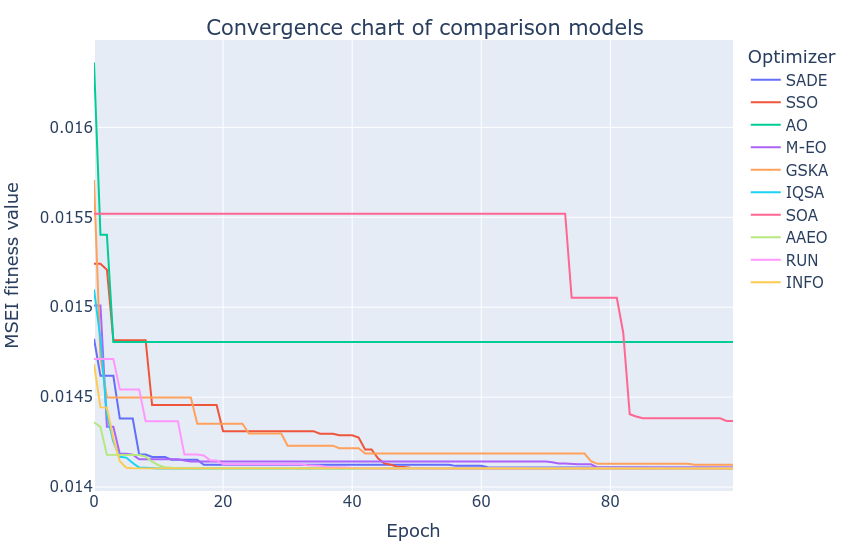 Convergence chart of comparison models
MSEI fitness value
0.016
0.0155
0.015
0.0145
0.014
0
20
40
60
80
Epoch
Optimizer
SADE
SSO
AO
M-EO
GSKA
IQSA
SOA
AAEO
RUN
INFO